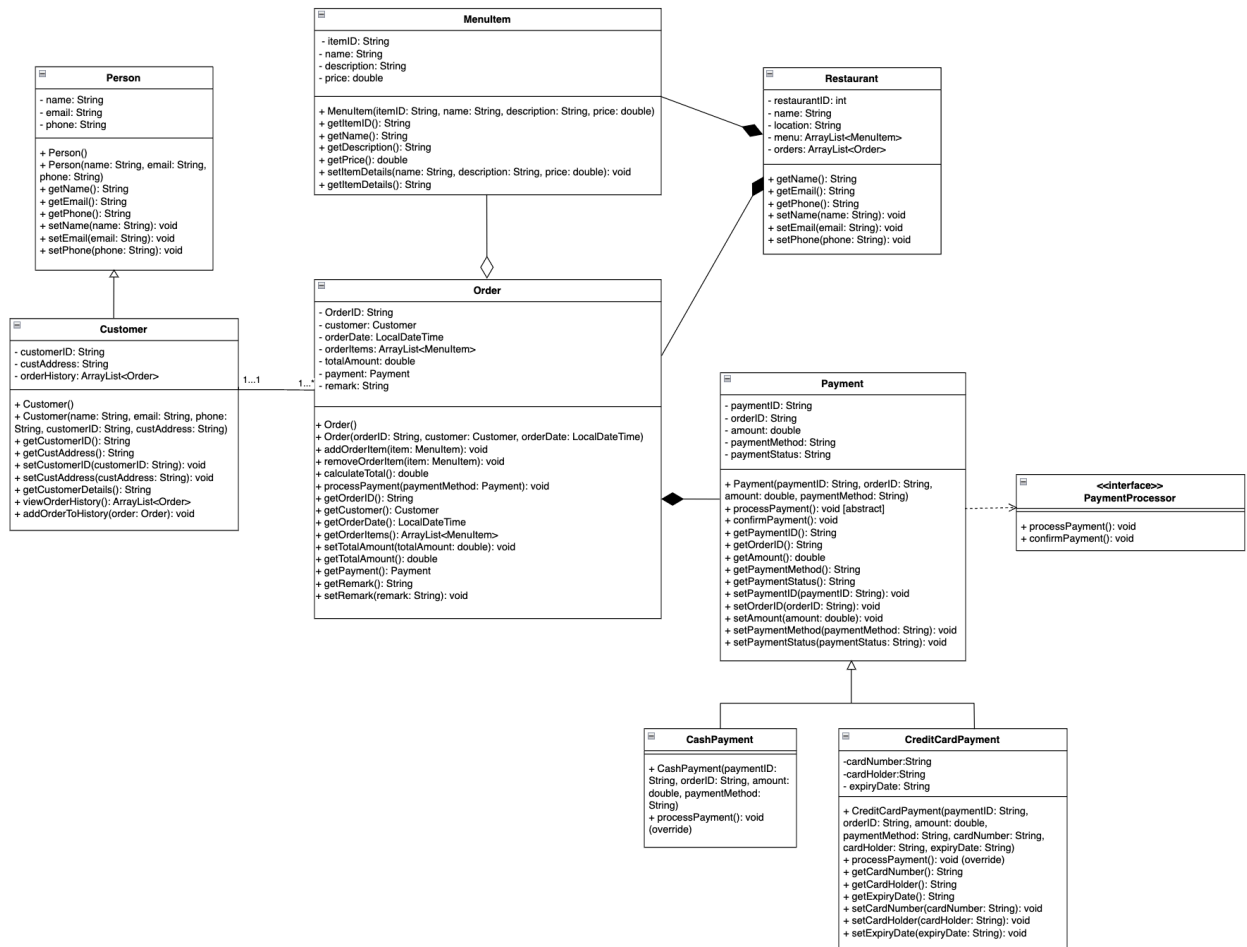 MenuItem
- itemID: String
- name: String
- description: String
- price: double
+ MenuItem(itemID: String, name: String, description: String, price: double)
+ getItemID(): String
+ getName(): String
+ getDescription(): String
+ getPrice(): double
+ setItemDetails(name: String, description: String, price: double): void
+ getItemDetails(): String
Person
- name: String
- email: String
- phone: String
+ Person()
+ Person(name: String, email: String,
phone: String)
+ getName(): String
+ getEmail(): String
+ getPhone(): String
+ setName(name: String): void
+ setEmail(email: String): void
+ setPhone(phone: String): void
Restaurant
- restaurantID: int
- name: String
- location: String
- menu: ArrayList<MenuItem>
- orders: ArrayList<Order>
+ getName(): String
+ getEmail(): String
+ getPhone(): String
+ setName(name: String): void
+ setEmail(email: String): void
+ setPhone(phone: String): void
Customer
- customerID: String
- custAddress: String
- orderHistory: ArrayList<Order>
+ Customer()
+ Customer(name: String, email: String, phone:
String, customerID: String, custAddress: String)
+ getCustomerID(): String
+ getCustAddress(): String
+ setCustomerID(customerID: String): void
+ setCustAddress(custAddress: String): void
+ getCustomerDetails(): String
+ viewOrderHistory(): ArrayList<Order>
+ addOrderToHistory(order: Order): void
1...1
1...*
Order
- OrderID: String
- customer: Customer
- orderDate: LocalDateTime
- orderItems: ArrayList<MenuItem>
- totalAmount: double
- payment: Payment
- remark: String
+ Order()
+ Order(orderID: String, customer: Customer, orderDate: LocalDateTime)
+ addOrderItem(item: MenuItem): void
+ removeOrderItem(item: MenuItem): void
+ calculateTotal(): double
+ processPayment(paymentMethod: Payment): void
+ getOrderID(): String
+ getCustomer(): Customer
+ getOrderDate(): LocalDateTime
+ getOrderItems(): ArrayList<MenuItem>
+ setTotalAmount(totalAmount: double): void
+ getTotalAmount(): double
+ getPayment(): Payment
+ getRemark(): String
+ setRemark(remark: String): void
Payment
- paymentID: String
- orderID: String
- amount: double
- paymentMethod: String
- paymentStatus: String
+ Payment(paymentID: String, orderID: String,
amount: double, paymentMethod: String)
+ processPayment(): void [abstract]
+ confirmPayment(): void
+ getPaymentID(): String
+ getOrderID(): String
+ getAmount(): double
+ getPaymentMethod(): String
+ getPaymentStatus(): String
+ setPaymentID(paymentID: String): void
+ setOrderID(orderID: String): void
+ setAmount(amount: double): void
+ setPaymentMethod(paymentMethod: String): void
+ setPaymentStatus(paymentStatus: String): void
<<interface>>
PaymentProcessor
+ processPayment(): void
+ confirmPayment(): void
CashPayment
+ CashPayment(paymentID:
String, orderID: String, amount:
double, paymentMethod:
String)
+ processPayment(): void
(override)
CreditCardPayment
-cardNumber:String
-cardHolder:String
- expiryDate: String
+ CreditCardPayment(paymentID: String,
orderID: String, amount: double,
paymentMethod: String, cardNumber: String,
cardHolder: String, expiryDate: String)
+ processPayment(): void (override)
+ getCardNumber(): String
+ getCardHolder(): String
+ getExpiryDate(): String
+ setCardNumber(cardNumber: String): void
+ setCardHolder(cardHolder: String): void
+ setExpiryDate(expiryDate: String): void